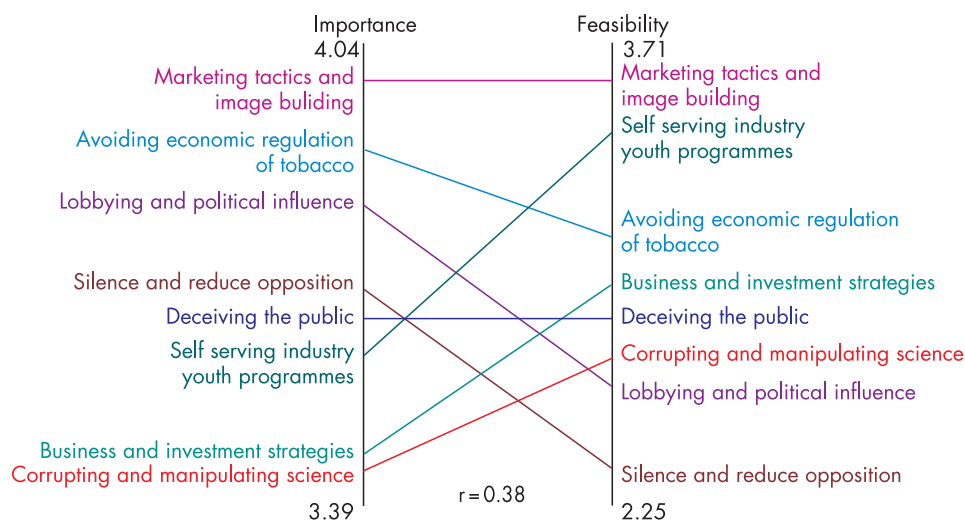 Importance
4.04
Marketing tactics and
image buliding
Avoiding economic regulation
of tobacco
Lobbying and political influence
Silence and reduce opposition
Deceiving the public
Self serving industry
youth programmes
Business and investment strategies
Corrupting and manipulating science
3.39
r = 0.38
Feasibility
3.71
Marketing tactics and
image building
Self serving industry
youth programmes
Avoiding economic regulation
of tobacco
Business and investment strategies
Deceiving the public
Corrupting and manipulating science
Lobbying and political influence
Silence and reduce opposition
2.25